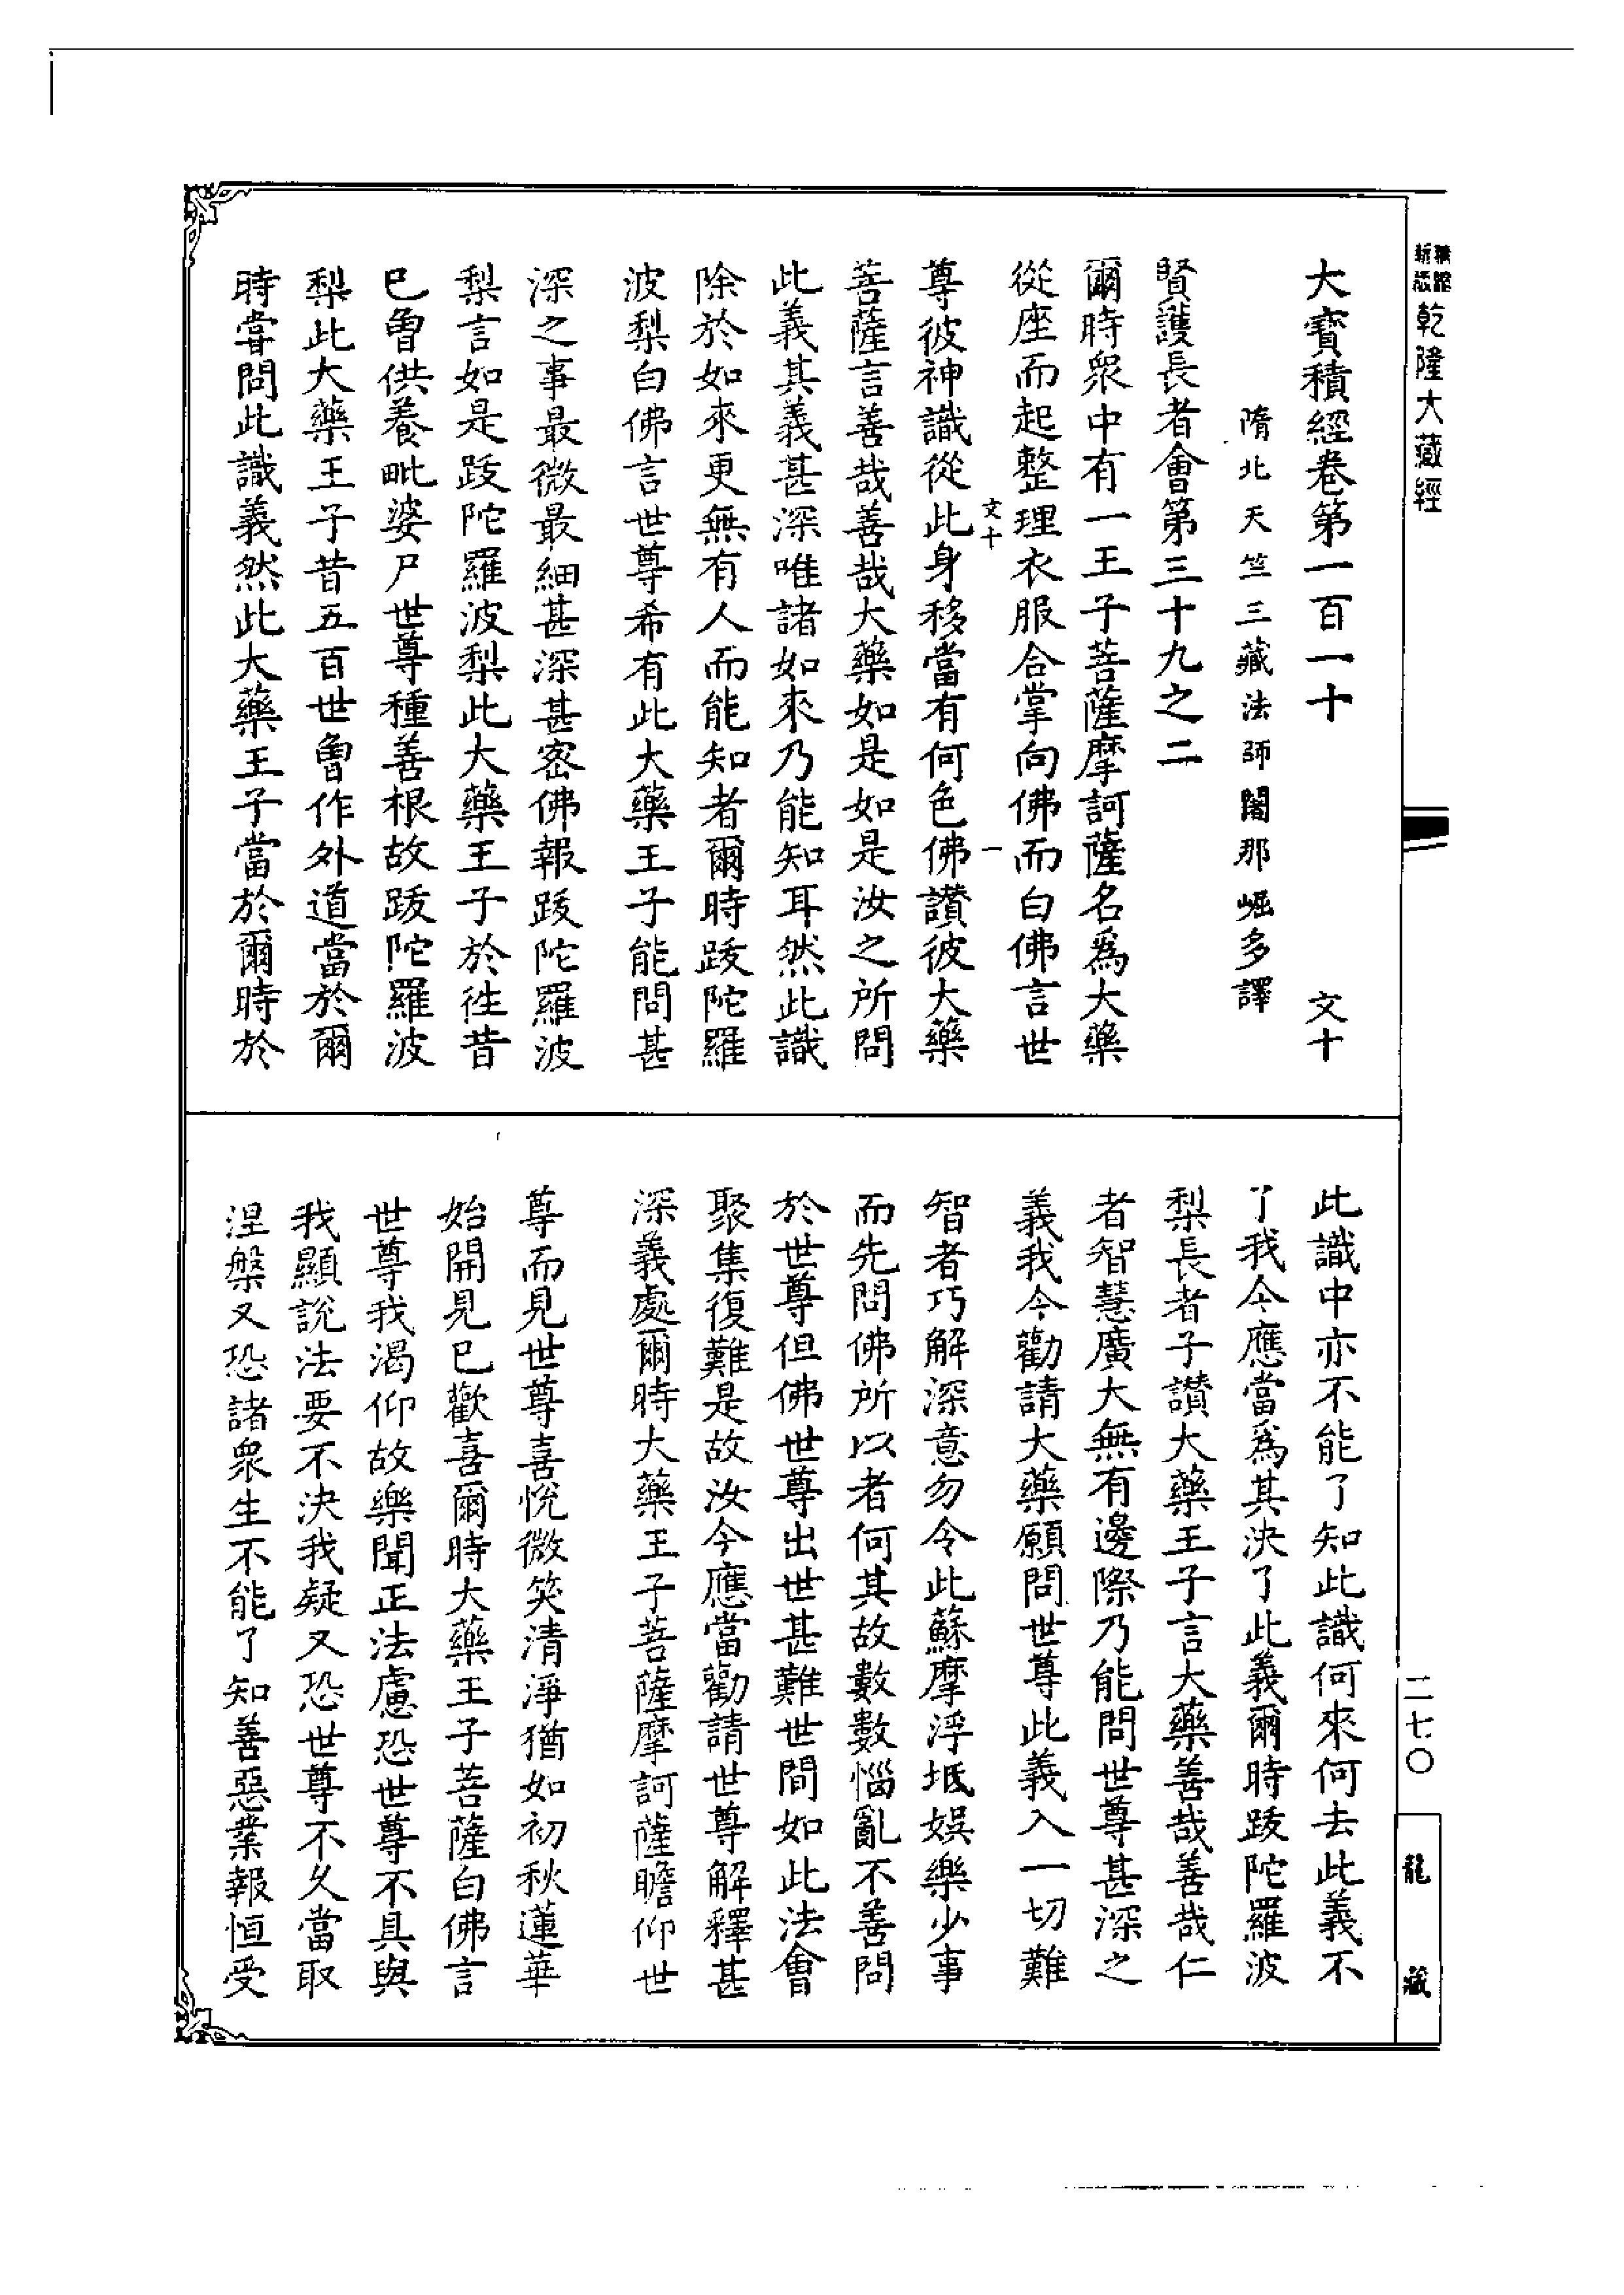 乾隆大藏經
大寶積經卷第一百一十 文十
隋北天竺三藏法師闍那崛多譯
賢護長者會第三十九之二
爾時眾中有一王子菩薩摩訶薩名爲大藥
從座而起整理衣服合掌向佛而白佛言世
文十 一
尊彼神識從此身移當有何色佛讚彼大藥
菩薩言善哉善哉大藥如是如是汝之所問
此義其義甚深唯諸如來乃能知耳然此識
除於如來更無有人而能知者爾時跋陀羅
波梨白佛言世尊希有此大藥王子能問甚
深之事最微最細甚深甚密佛報跋陀羅波
梨言如是跋陀羅波梨此大藥王子於往昔
巳曾供養毗婆尸世尊種善根故跋陀羅波
梨此大藥王子昔五百世曾作外道當於爾
時甞問此識義然此大藥王子當於爾時於
此識中亦不能了知此識何來何去此義不
了我今應當爲其決了此義爾時跋陀羅波
梨長者子讚大藥王子言大藥善哉善哉仁
者智慧廣大無有邊際乃能問世尊甚深之
義我今勸請大藥願問世尊此義入一切難
智者巧解深意勿令此蘇摩浮坻娛樂少事
而先問佛所以者何其故數數惱亂不善問
於世尊但佛世尊出世甚難世間如此法會
聚集復難是故汝今應當勸請世尊解釋甚
深義處爾時大藥王子菩薩摩訶薩瞻仰世
尊而見世尊喜悅微笑清淨猶如初秋蓮華
始開見巳歡喜爾時大藥王子菩薩白佛言
世尊我渴仰故樂聞正法慮恐世尊不具與
我顯說法要不決我疑又恐世尊不久當取
涅槃又恐諸眾生不能了知善惡業報恒受
二七〇
龍藏